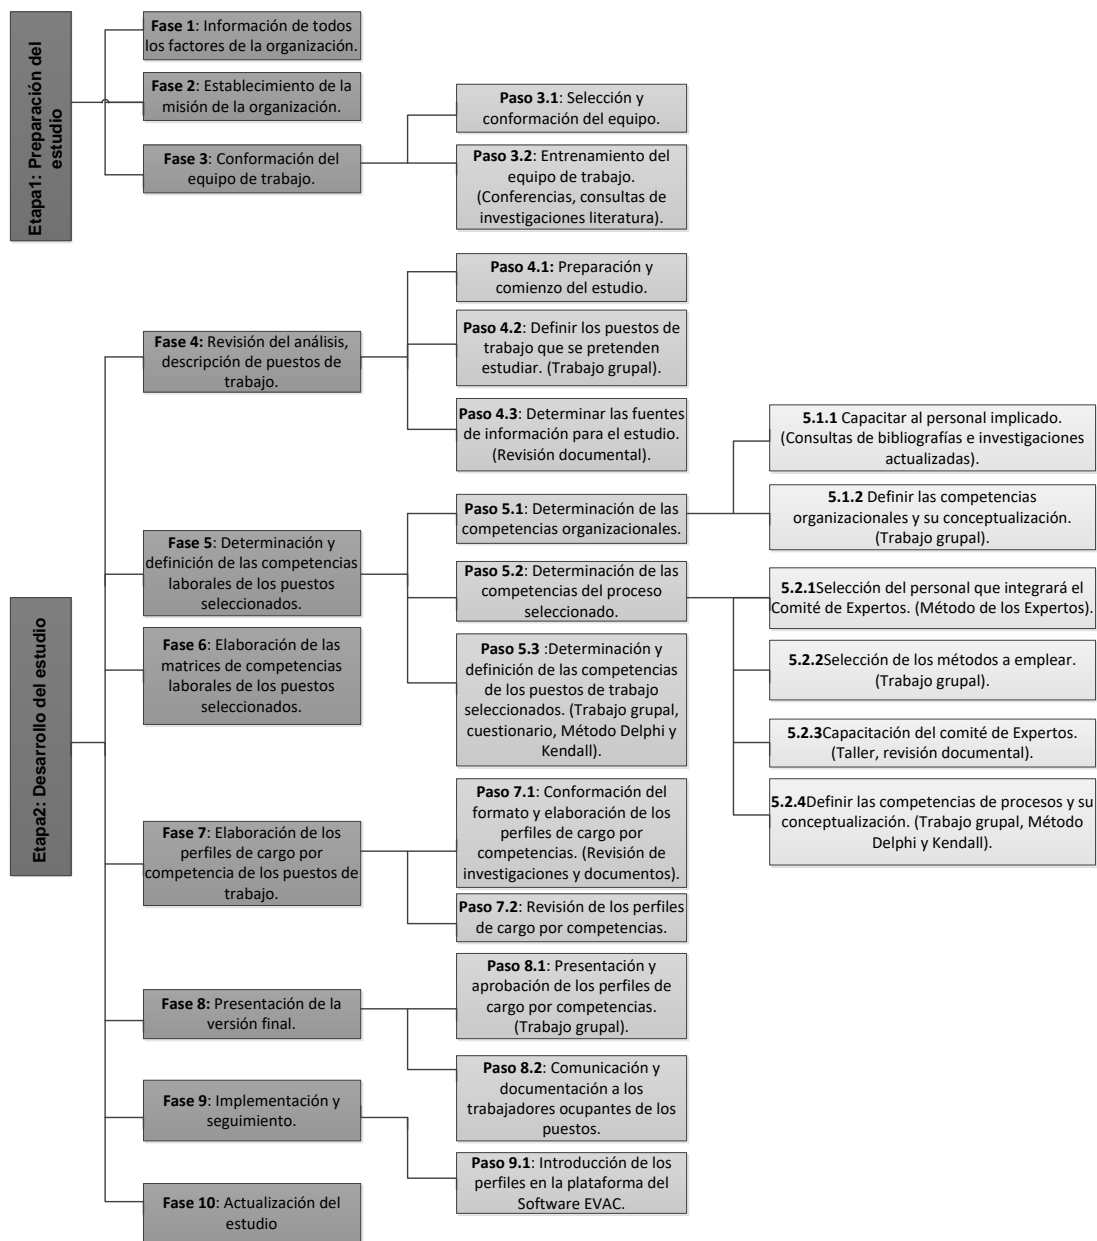 Etapa1: Preparación del
estudio
Fase 1: Información de todos
los factores de la organización.
Fase 2: Establecimiento de la
misión de la organización.
Fase 3: Conformación del
equipo de trabajo.
Paso 3.1: Selección y
conformación del equipo.
Paso 3.2: Entrenamiento del
equipo de trabajo.
(Conferencias, consultas de
investigaciones literatura).
Etapa2: Desarrollo del estudio
Fase 4: Revisión del análisis,
descripción de puestos de
trabajo.
Paso 4.1: Preparación y
comienzo del estudio.
Paso 4.2: Definir los puestos de
trabajo que se pretenden
estudiar. (Trabajo grupal).
Paso 4.3: Determinar las fuentes
de información para el estudio.
(Revisión documental).
Fase 5: Determinación y
definición de las competencias
laborales de los puestos
seleccionados.
Paso 5.1: Determinación de las
competencias organizacionales.
5.1.1 Capacitar al personal implicado.
(Consultas de bibliografías e investigaciones
actualizadas).
5.1.2 Definir las competencias
organizacionales y su conceptualización.
(Trabajo grupal).
Paso 5.2: Determinación de las
competencias del proceso
seleccionado.
5.2.1Selección del personal que integrará el
Comité de Expertos. (Método de los Expertos).
5.2.2Selección de los métodos a emplear.
(Trabajo grupal).
5.2.3Capacitación del comité de Expertos.
(Taller, revisión documental).
5.2.4Definir las competencias de procesos y su
conceptualización. (Trabajo grupal, Método
Delphi y Kendall).
Paso 5.3 :Determinación y
definición de las competencias
de los puestos de trabajo
seleccionados. (Trabajo grupal,
cuestionario, Método Delphi y
Kendall).
Fase 6: Elaboración de las
matrices de competencias
laborales de los puestos
seleccionados.
Fase 7: Elaboración de los
perfiles de cargo por
competencia de los puestos de
trabajo.
Paso 7.1: Conformación del
formato y elaboración de los
perfiles de cargo por
competencias. (Revisión de
investigaciones y documentos).
Paso 7.2: Revisión de los perfiles
de cargo por competencias.
Fase 8: Presentación de la
versión final.
Paso 8.1: Presentación y
aprobación de los perfiles de
cargo por competencias.
(Trabajo grupal).
Paso 8.2: Comunicación y
documentación a los
trabajadores ocupantes de los
puestos.
Fase 9: Implementación y
seguimiento.
Paso 9.1: Introducción de los
perfiles en la plataforma del
Software EVAC.
Fase 10: Actualización del
estudio